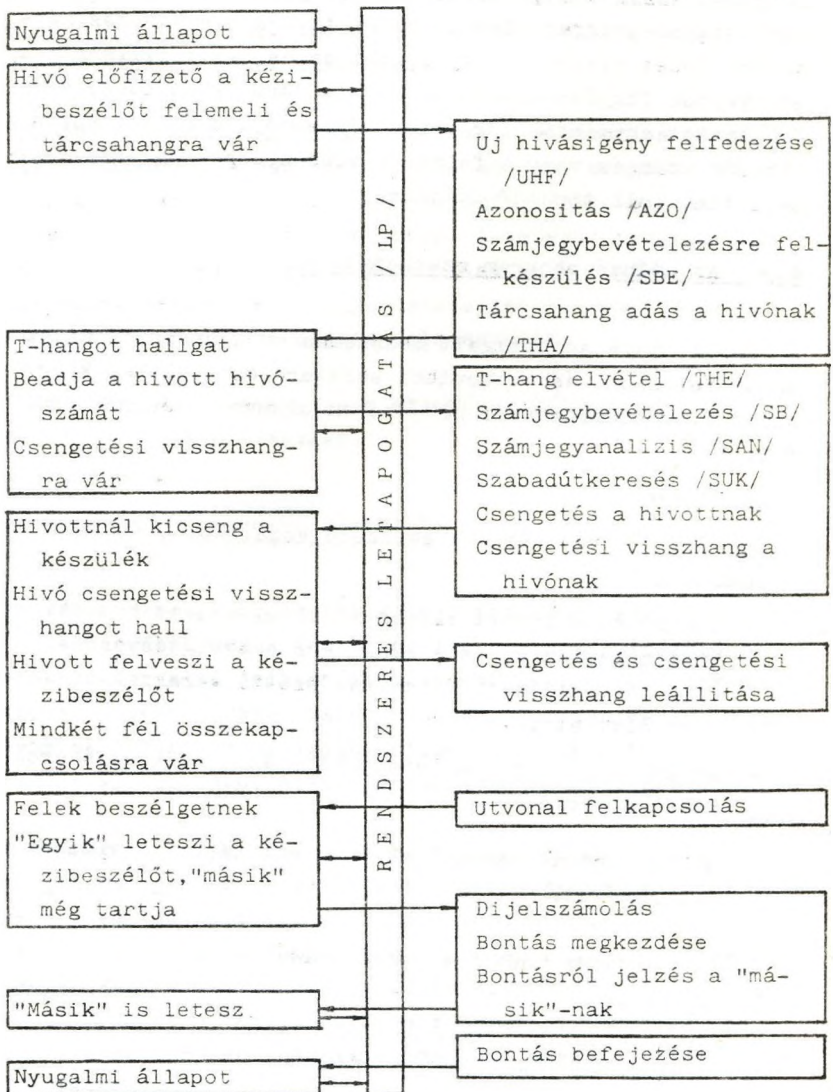 Nyugalmi állapot
Hivó előfizető a kézi-
beszélőt felemeli és
tárcsahangra vár
Uj hivásigény felfedezése
/UHF/
Azonositás /AZO/
Számjegybevételezésre fel-
készülés /SBE/
Tárcsahang adás a hivónak
/THA/
T-hangot hallgat
Beadja a hivott hivó-
számát
Csengetési visszhang-
ra vár
T-hang elvétel /THE/
Számjegybevételezés /SB/
Számjegyanalizis /SAN/
Szabadútkeresés /SUK/
Csengetés a hivottnak
Csengetési visszhang a
hivónak
Hivottnál kicseng a
készülék
Hivó csengetési vissz-
hangot hall
Hivott felveszi a ké-
zibeszélőt
Mindkét fél összekap-
csolásra vár
Csengetés és csengetési
visszhang leállitása
Felek beszélgetnek
"Egyik" leteszi a ké-
zibeszélőt,"másik"
még tartja
Utvonal felkapcsolás
Dijelszámolás
Bontás megkezdése
Bontásról jelzés a "má-
sik"-nak
"Másik" is letesz
Bontás befejezése
Nyugalmi állapot
RENDSZERES LETAPOGATÁS LP/